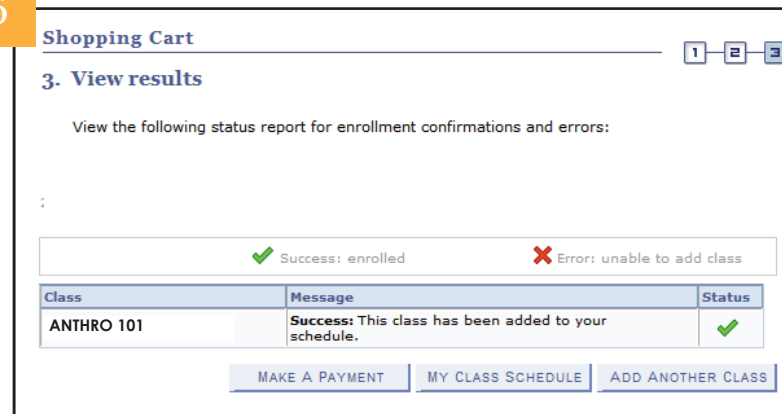 Shopping Cart
1 2 3
3. View results
View the following status report for enrollment confirmations and errors:
Success: enrolled Error: unable to add class
Class Message Status
ANTHRO 101 Success: This class has been added to your
schedule.
MAKE A PAYMENT MY CLASS SCHEDULE ADD ANOTHER CLASS